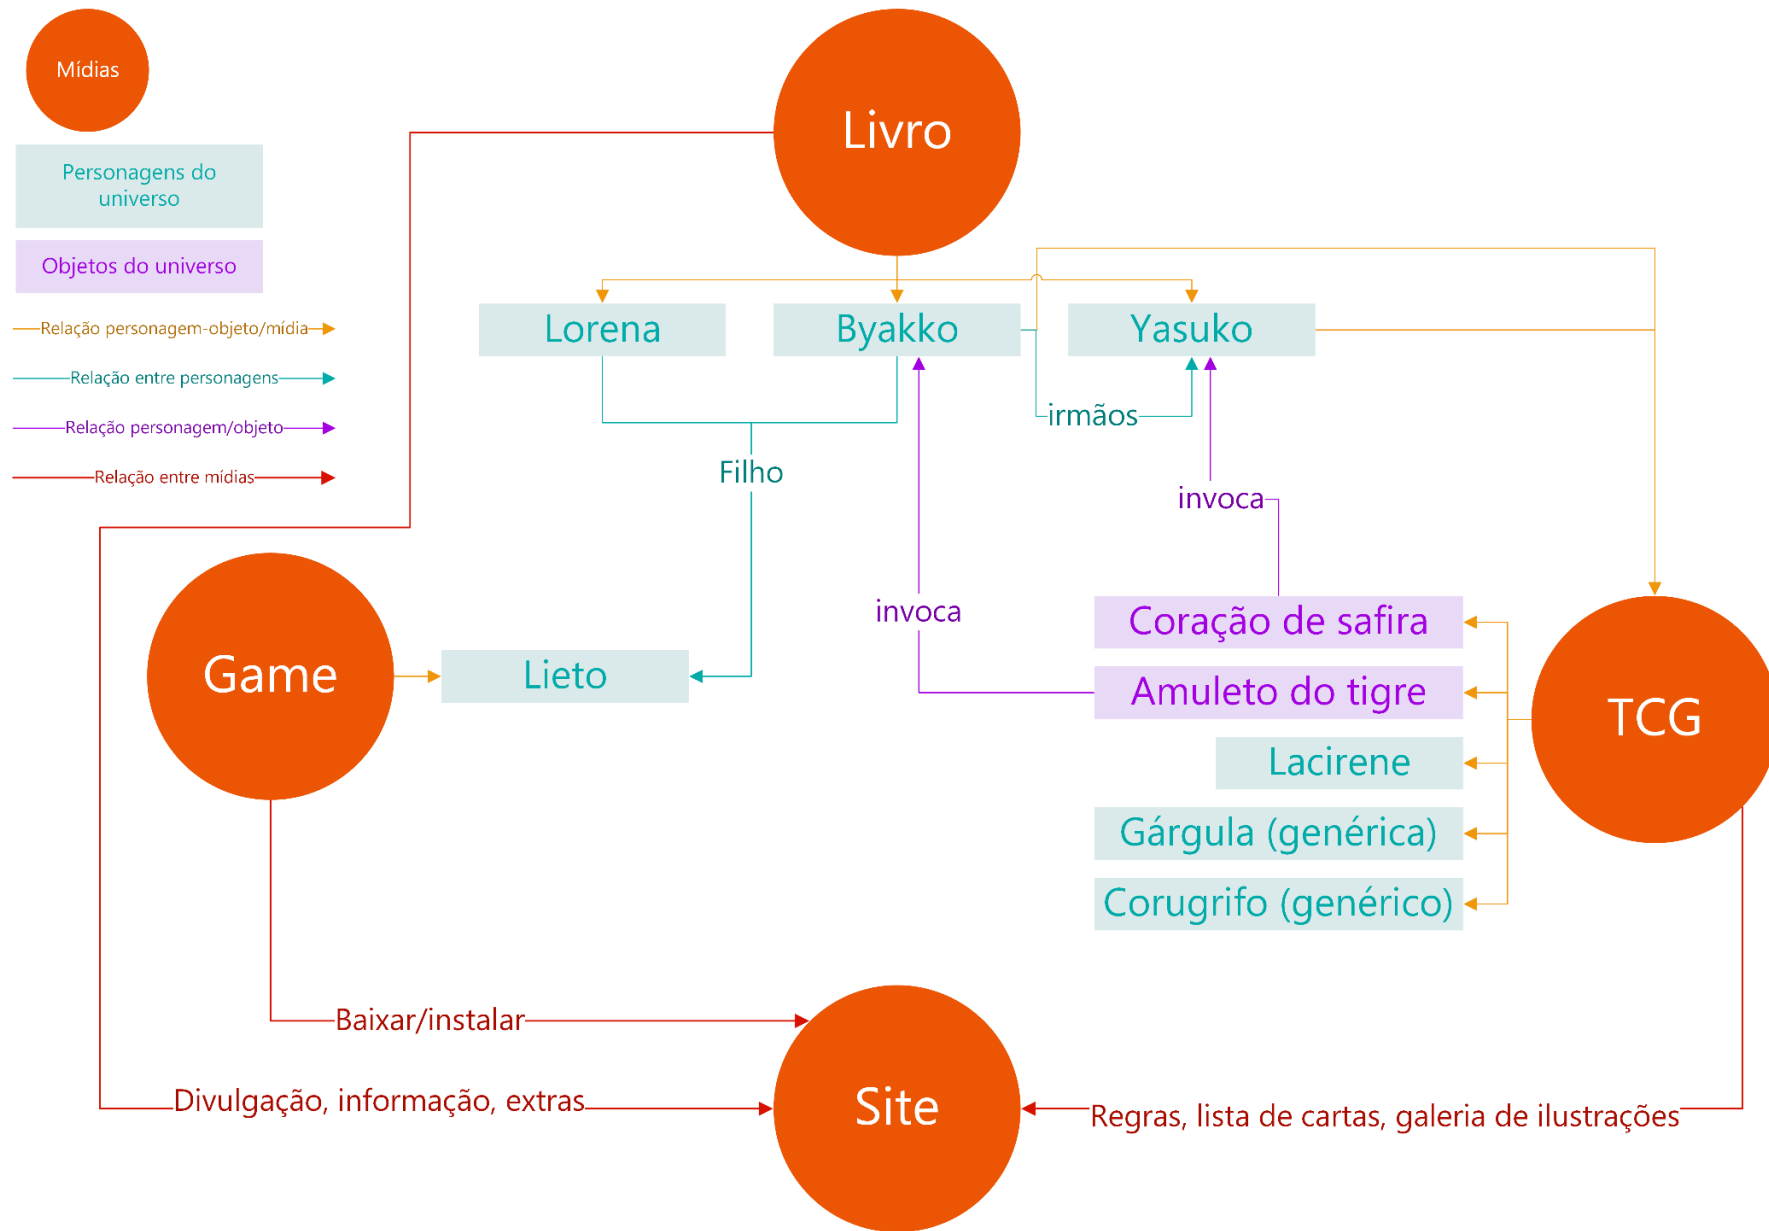 Mídias
Livro
Personagens do
universo
Objetos do universo
Relação personagem-objeto/mídia
Relação entre personagens
Relação personagem/objeto
Relação entre mídias
Lorena
Byakko
Yasuko
irmãos
Filho
invoca
invoca
Coração de safira
Game
Lieto
Amuleto do tigre
TCG
Lacirene
Gárgula (genérica)
Corugrifo (genérico)
Baixar/instalar
Divulgação, informação, extras
Site
Regras, lista de cartas, galeria de ilustrações